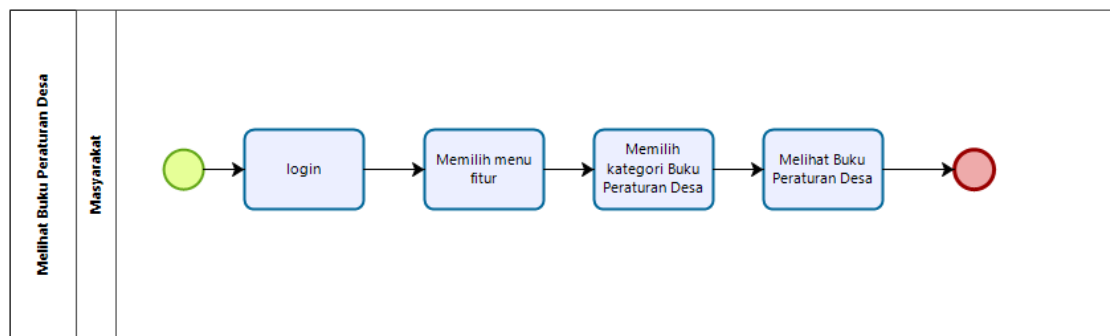 Melihat Buku Peraturan Desa
Masyarakat
login
Memilih menu
fitur
Memilih
kategori Buku
Peraturan Desa
Melihat Buku
Peraturan Desa